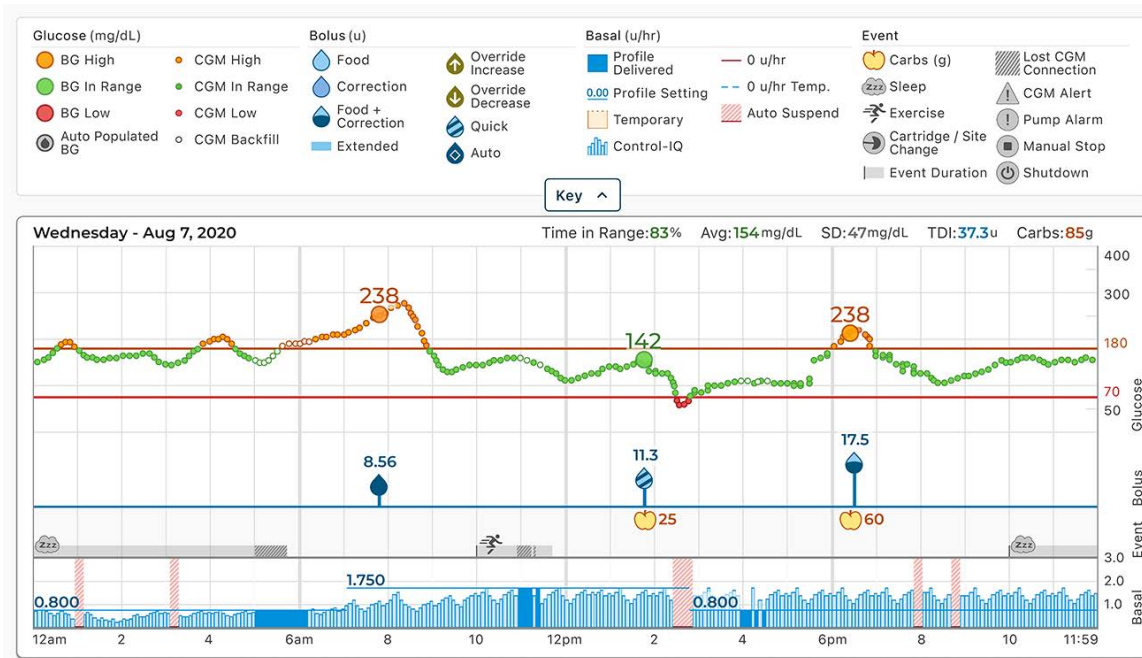 Glucose (mg/dL)
BG High
BG In Range
BG Low
Auto Populated
BG
CGM High
CGM In Range
CGM Low
CGM Backfill
Bolus (u)
Food
Correction
Food +
Correction
Extended
Override
Increase
Override
Decrease
Quick
Auto
Basal (u/hr)
Profile
Delivered
0.00 Profile Setting
Temporary
Control-IQ
0 u/hr
0 u/hr Temp.
Auto Suspend
Event
Carbs (g)
Zzz Sleep
Exercise
Cartridge / Site
Change
Event Duration
Lost CGM
Connection
! CGM Alert
! Pump Alarm
Manual Stop
Shutdown
Key
Wednesday - Aug 7, 2020
Time in Range:83% Avg:154mg/dL SD:47mg/dL TDI:37.3u Carbs:85g
400
300
180
70
50
Glucose
238
142
238
Bolus
8.56
11.3
17.5
25
60
Event
Zzz
Zzz
3.0
2.0
1.0
Basal
0.800
1.750
0.800
12am 2 4 6am 8 10 12pm 2 4 6pm 8 10 11:59